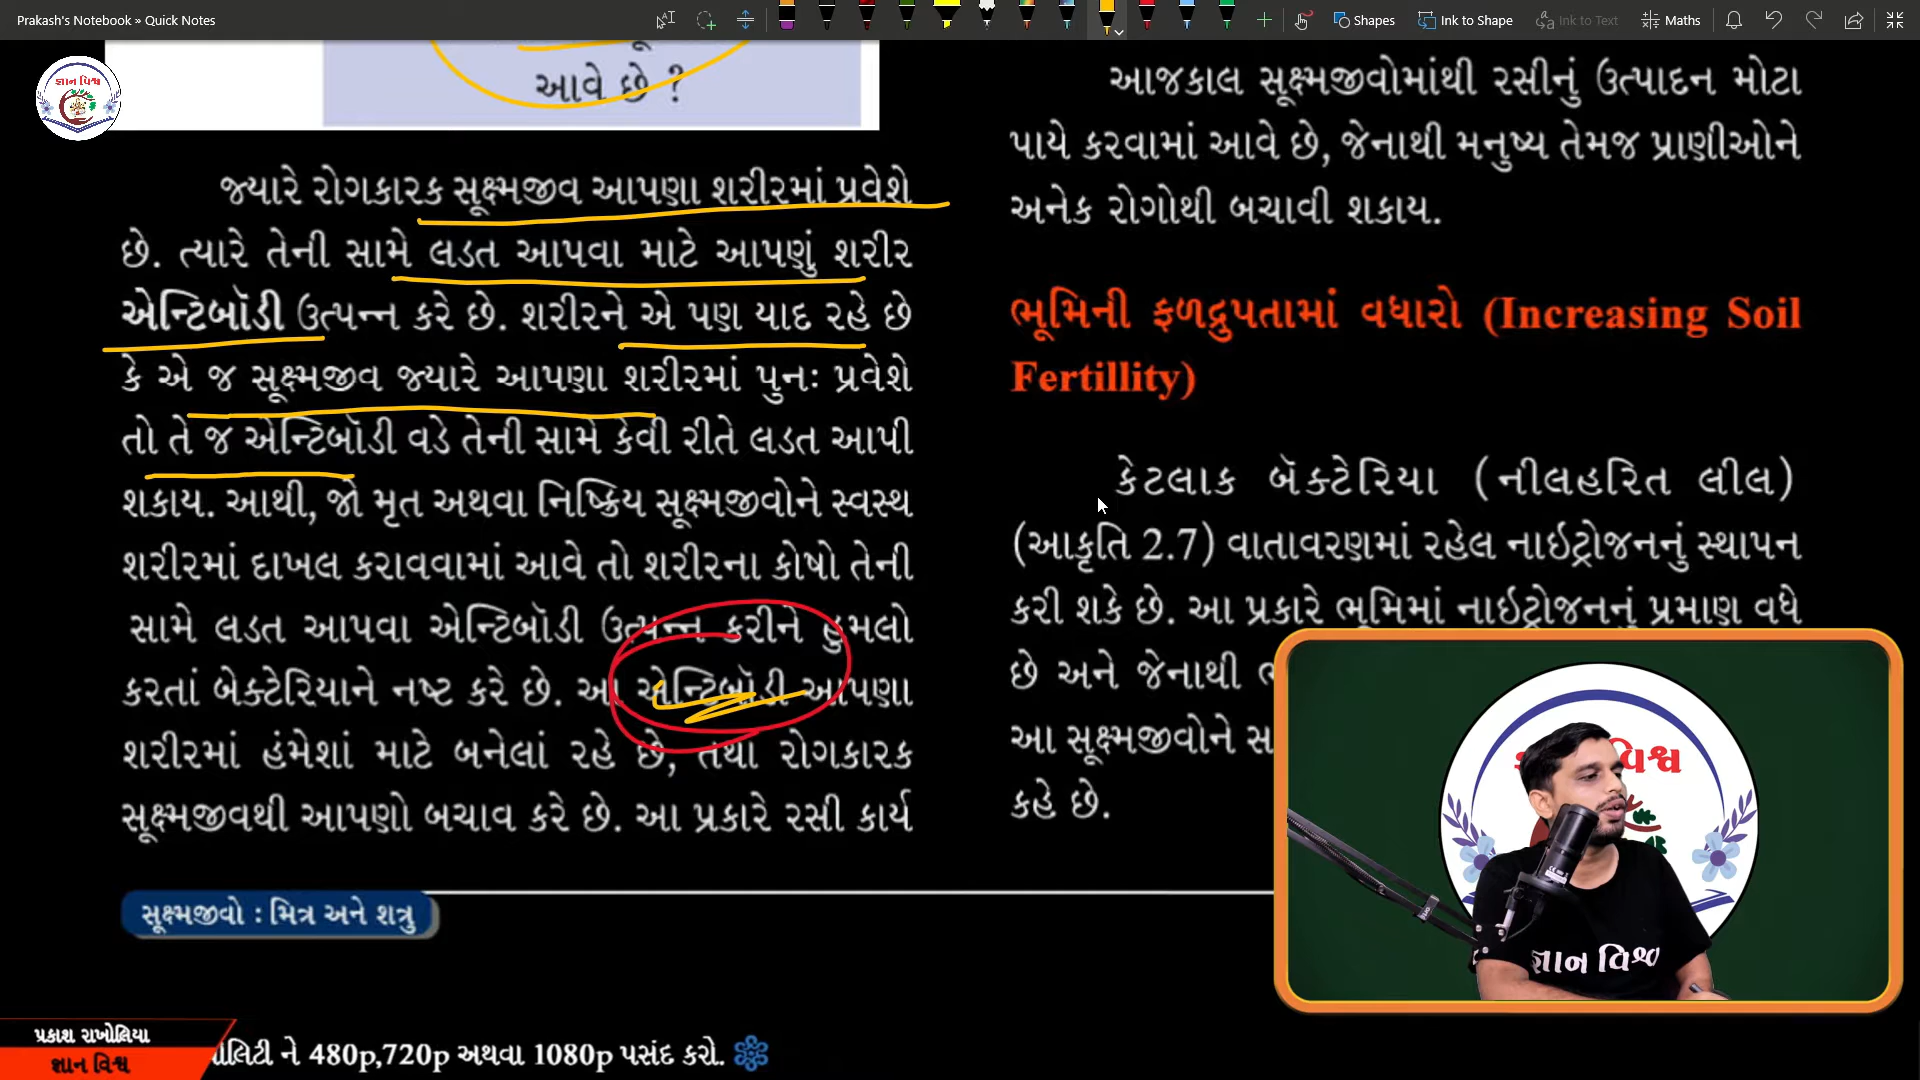 Prakash's Notebook » Quick Notes
Shapes
Ink to Shape
Ink to Text
Maths
જ્ઞાન વિશ્વ
આવે છે ?
જ્યારે રોગકારક સૂક્ષ્મજીવ આપણા શરીરમાં પ્રવેશે
છે. ત્યારે તેની સામે લડત આપવા માટે આપણું શરીર
એન્ટિબૉડી ઉત્પન્ન કરે છે. શરીરને એ પણ યાદ રહે છે
કે એ જ સૂક્ષ્મજીવ જ્યારે આપણા શરીરમાં પુનઃ પ્રવેશે
તો તે જ એન્ટિબૉડી વડે તેની સામે કેવી રીતે લડત આપી
શકાય. આથી, જો મૃત અથવા નિષ્ક્રિય સૂક્ષ્મજીવોને સ્વસ્થ
શરીરમાં દાખલ કરાવવામાં આવે તો શરીરના કોષો તેની
સામે લડત આપવા એન્ટિબૉડી ઉત્પન્ન કરીને હુમલો
કરતાં બેક્ટેરિયાને નષ્ટ કરે છે. આ એન્ટિબૉડી આપણા
શરીરમાં હંમેશાં માટે બનેલાં રહે છે, તથા રોગકારક
સૂક્ષ્મજીવથી આપણો બચાવ કરે છે. આ પ્રકારે રસી કાર્ય
આજકાલ સૂક્ષ્મજીવોમાંથી રસીનું ઉત્પાદન મોટા
પાયે કરવામાં આવે છે, જેનાથી મનુષ્ય તેમજ પ્રાણીઓને
અનેક રોગોથી બચાવી શકાય.
ભૂમિની ફળદ્રુપતામાં વધારો (Increasing Soil
Fertillity)
કેટલાક બૅક્ટેરિયા (નીલહરિત લીલ)
(આકૃતિ 2.7) વાતાવરણમાં રહેલ નાઇટ્રોજનનું સ્થાપન
કરી શકે છે. આ પ્રકારે ભૂમિમાં નાઇટ્રોજનનું પ્રમાણ વધે
છે અને જેનાથી
આ સૂક્ષ્મજીવોને
કહે છે.
જ્ઞાન વિશ્વ
સૂક્ષ્મજીવો : મિત્ર અને શત્રુ
પ્રકાશ રાખોલિયા
જ્ઞાન વિશ્વ
ને 480p,720p અથવા 1080p પસંદ કરો.